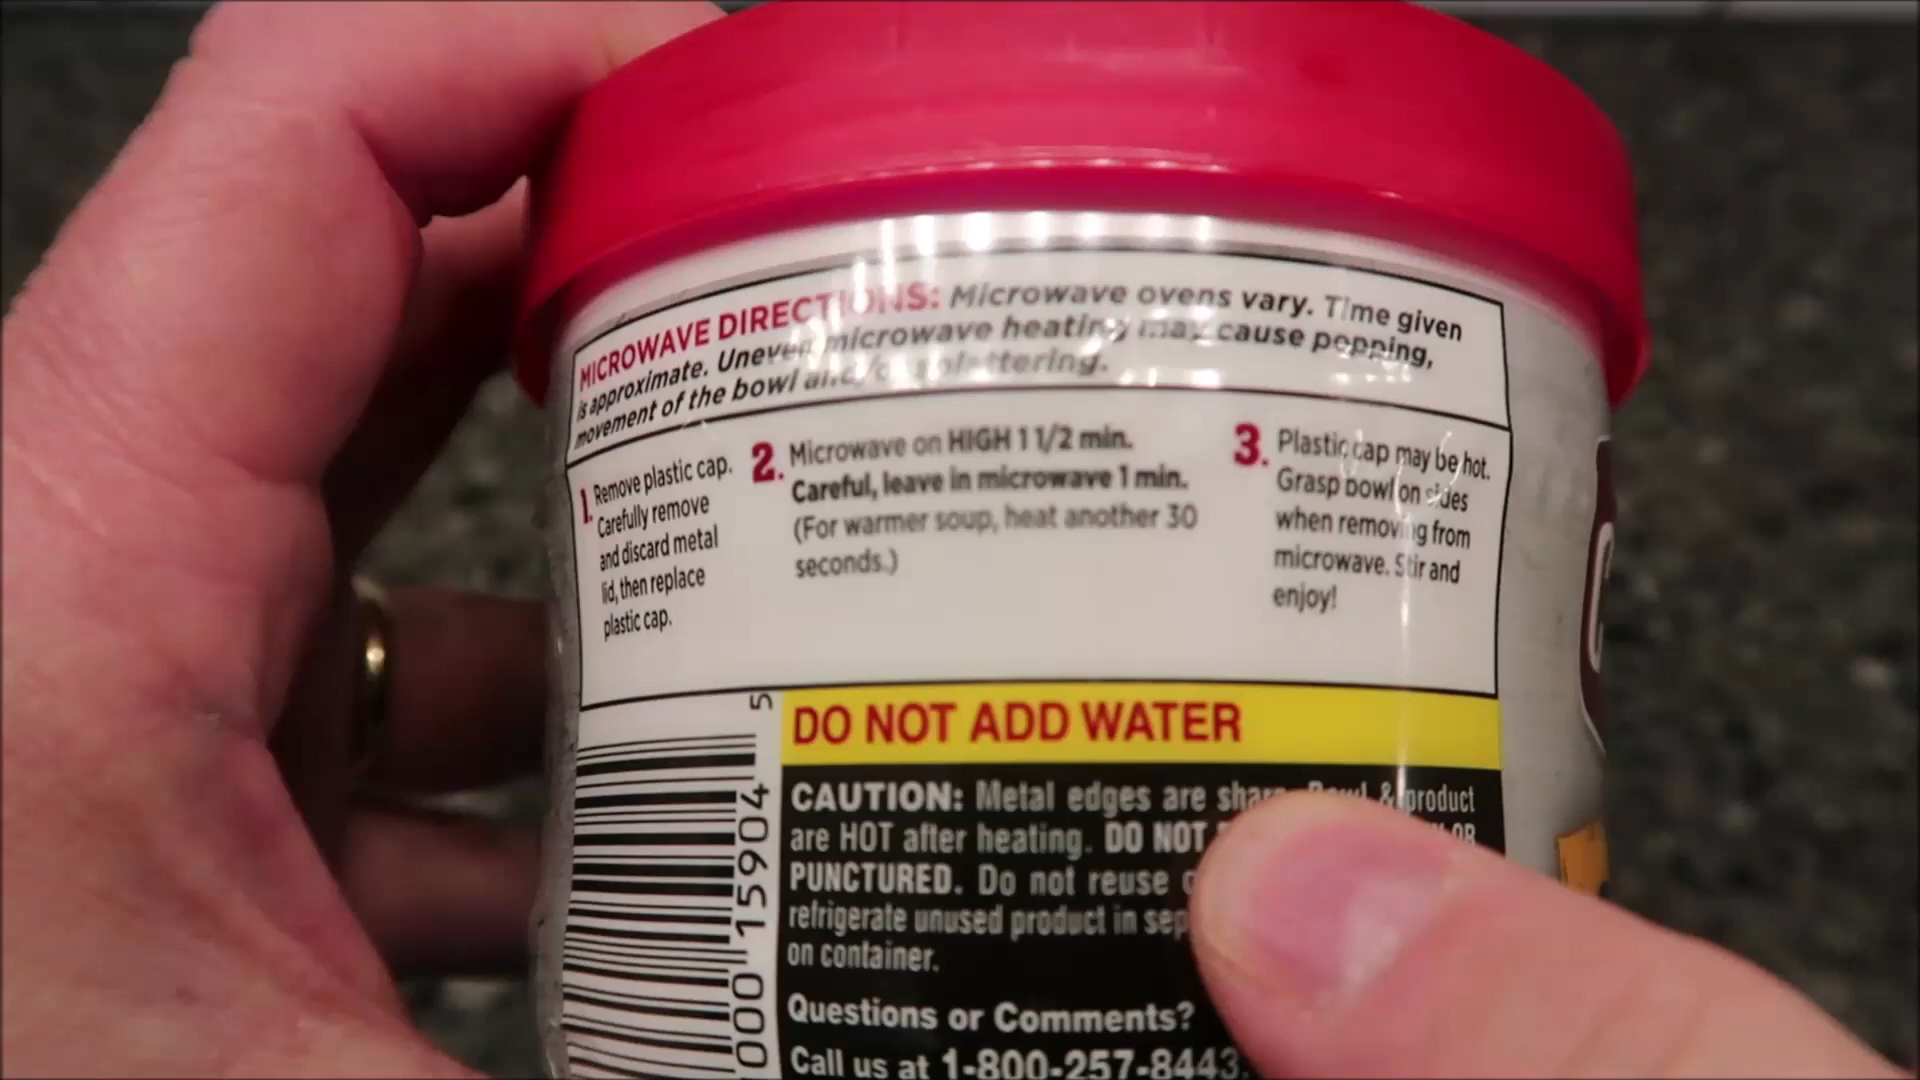 MICROWAVE DIRECTIONS: Microwave ovens vary. Time given
is approximate. Uneven microwave heating may cause popping,
movement of the bowl and/or splattering.
1. Remove plastic cap.
Carefully remove
and discard metal
lid, then replace
plastic cap.
2. Microwave on HIGH 1 1/2 min.
Careful, leave in microwave 1 min.
(For warmer soup, heat another 30
seconds.)
3. Plastic cap may be hot.
Grasp bowl on sides
when removing from
microwave. Stir and
enjoy!
DO NOT ADD WATER
CAUTION: Metal edges are sharp. Bowl & product
are HOT after heating. DO NOT OR
PUNCTURED. Do not reuse
refrigerate unused product in
on container.
Questions or Comments?
Call us at 1-800-257-8443.
000 15904 5